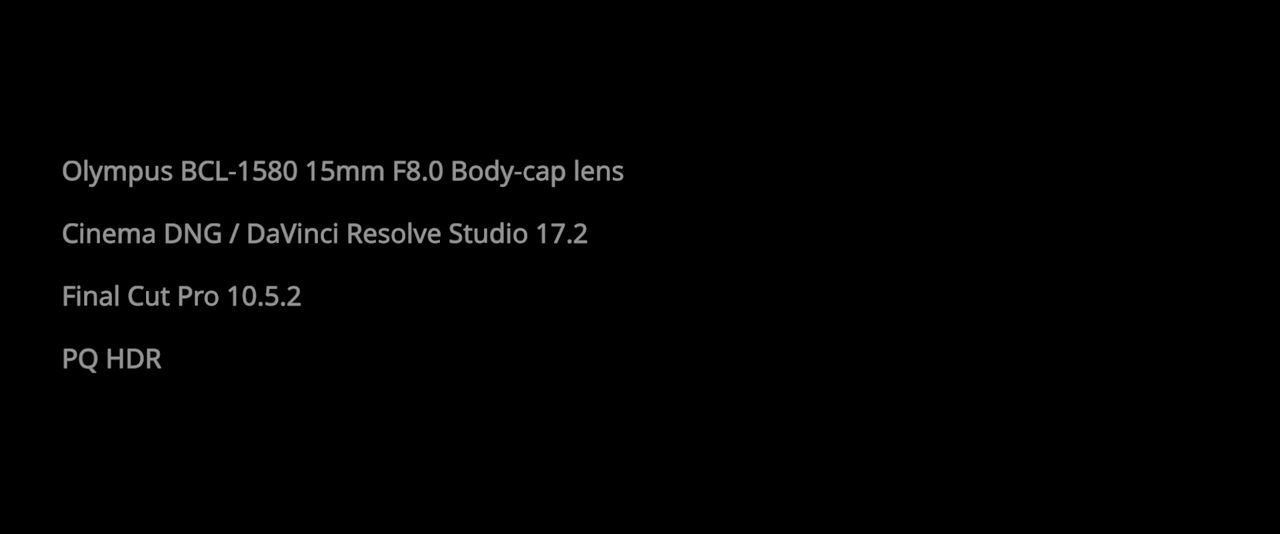 Olympus BCL-1580 15mm F8.0 Body-cap lens
Cinema DNG / DaVinci Resolve Studio 17.2
Final Cut Pro 10.5.2
PQ HDR